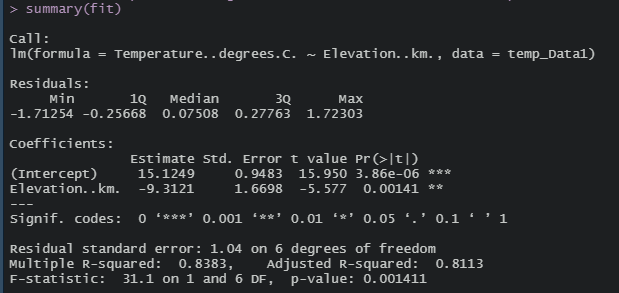 > summary(fit)
Call:
lm(formula = Temperature..degrees.C. ~ Elevation..km., data = temp_Data1)
Residuals:
     Min       1Q   Median       3Q      Max
-1.71254 -0.25668  0.07508  0.27763  1.72303
Coefficients:
               Estimate Std. Error t value Pr(>|t|)
(Intercept)     15.1249     0.9483  15.950 3.86e-06 ***
Elevation..km.  -9.3121     1.6698  -5.577  0.00141 **
---
Signif. codes:  0 ‘***’ 0.001 ‘**’ 0.01 ‘*’ 0.05 ‘.’ 0.1 ‘ ’ 1
Residual standard error: 1.04 on 6 degrees of freedom
Multiple R-squared:  0.8383,    Adjusted R-squared:  0.8113
F-statistic:  31.1 on 1 and 6 DF,  p-value: 0.001411